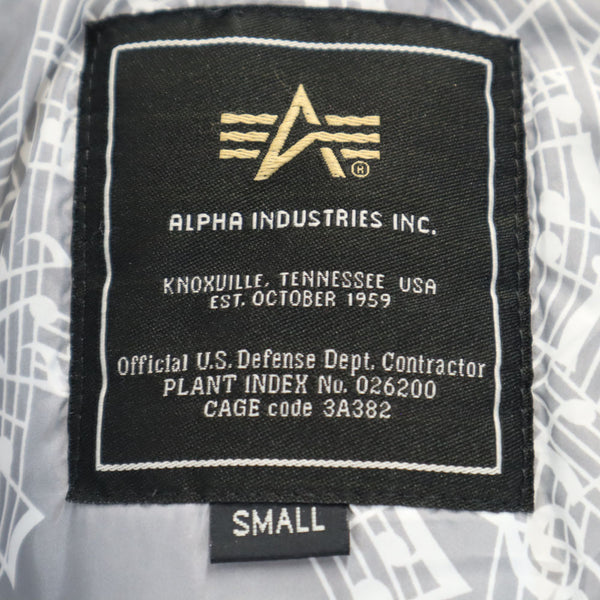 ALPHA INDUSTRIES INC.
KNOXVILLE, TENNESSEE USA
EST. OCTOBER 1959
Official U.S. Defense Dept. Contractor
PLANT INDEX No. 026200
CAGE code 3A382
SMALL